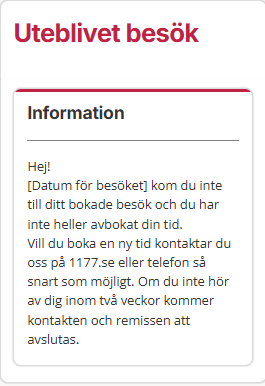 Uteblivet besök
Information
Hej!
[Datum för besöket] kom du inte
till ditt bokade besök och du har
inte heller avbokat din tid.
Vill du boka en ny tid kontaktar du
oss på 1177.se eller telefon så
snart som möjligt. Om du inte hör
av dig inom två veckor kommer
kontakten och remissen att
avslutas.